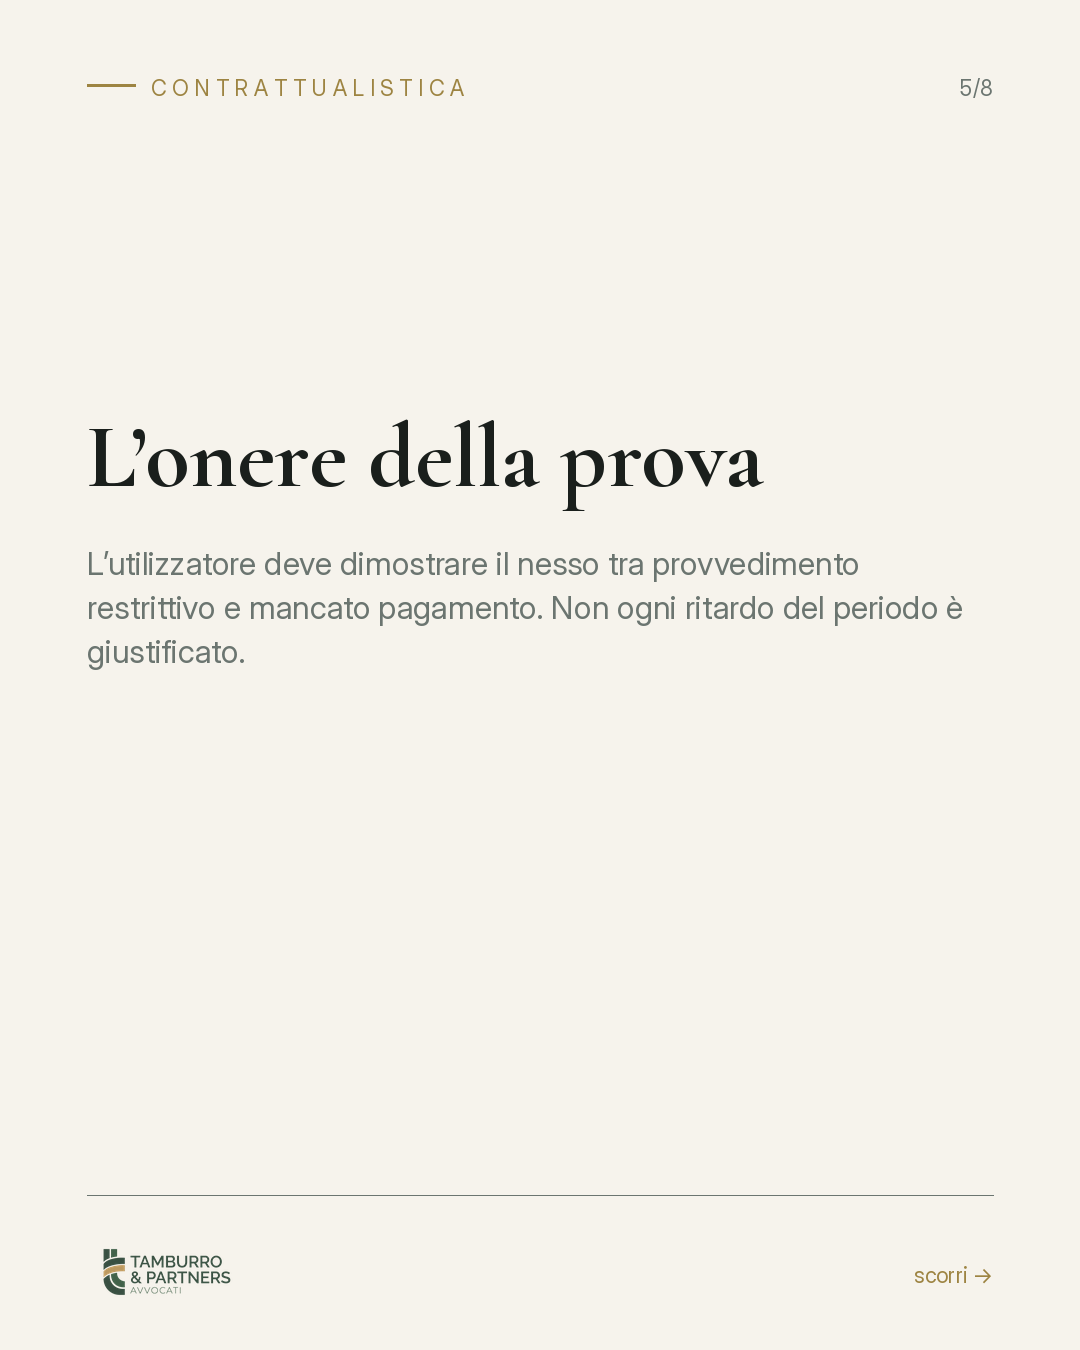 CONTRATTUALISTICA
5/8
L’onere della prova
L’utilizzatore deve dimostrare il nesso tra provvedimento
restrittivo e mancato pagamento. Non ogni ritardo del periodo è
giustificato.
TAMBURRO
& PARTNERS
AVVOCATI
scorri →